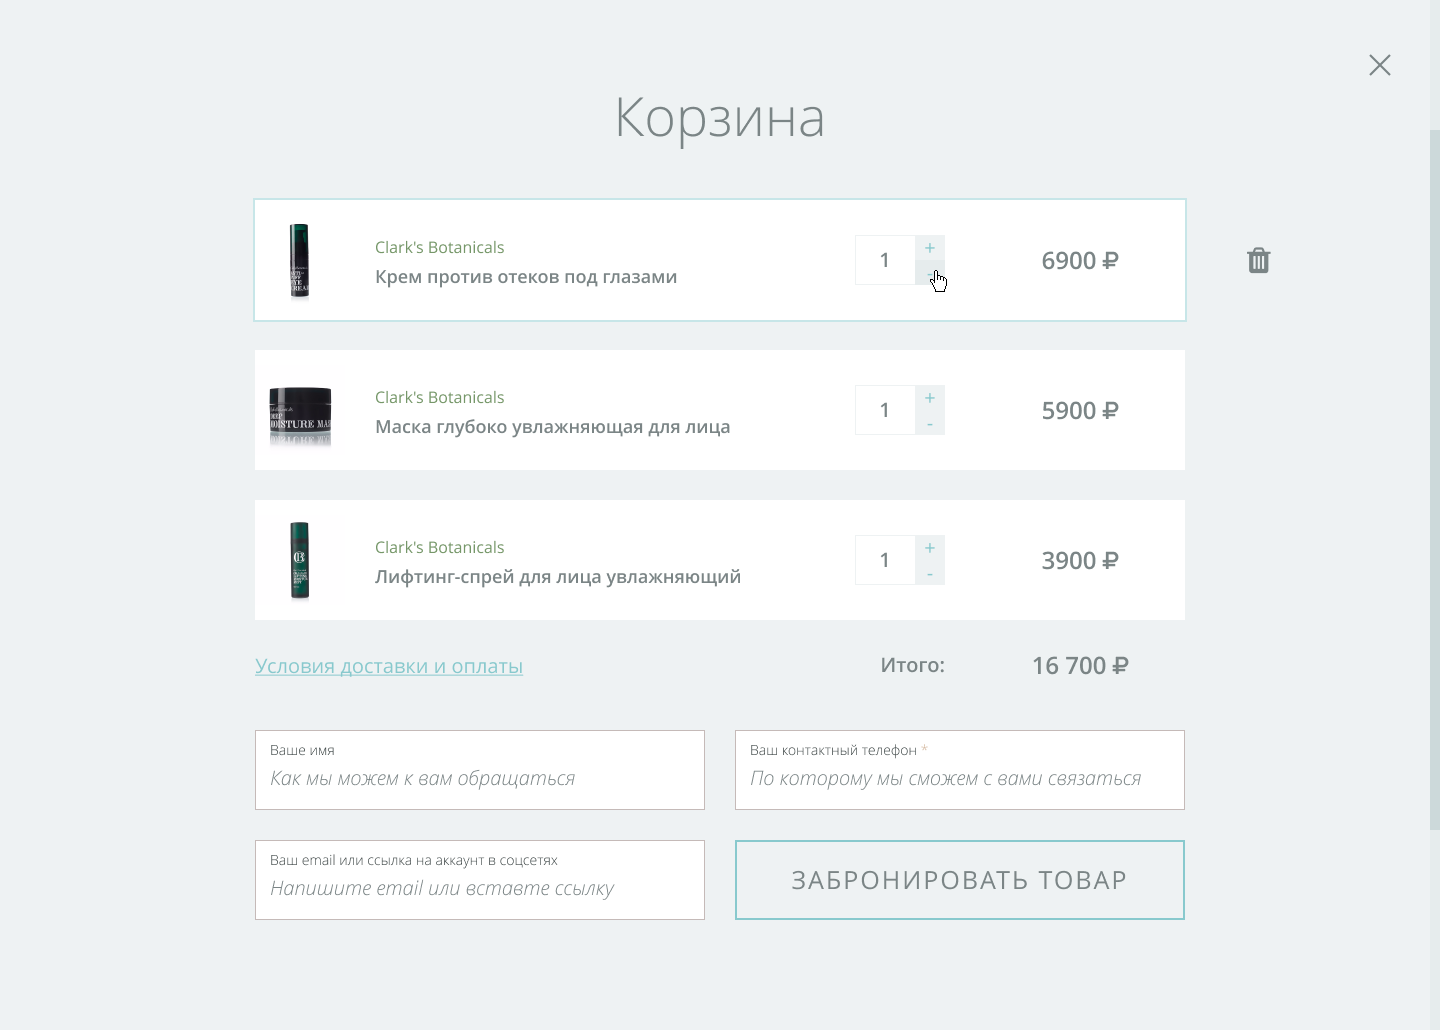 Корзина
Clark's Botanicals
Крем против отеков под глазами
1
+
-
6900 ₽
Clark's Botanicals
Маска глубоко увлажняющая для лица
1
+
-
5900 ₽
MOISTURE MA
Clark's Botanicals
Лифтинг-спрей для лица увлажняющий
1
+
-
3900 ₽
Условия доставки и оплаты
Итого:
16 700 ₽
Ваше имя
Как мы можем к вам обращаться
Ваш контактный телефон *
По которому мы сможем с вами связаться
Ваш email или ссылка на аккаунт в соцсетях
Напишите email или вставте ссылку
ЗАБРОНИРОВАТЬ ТОВАР